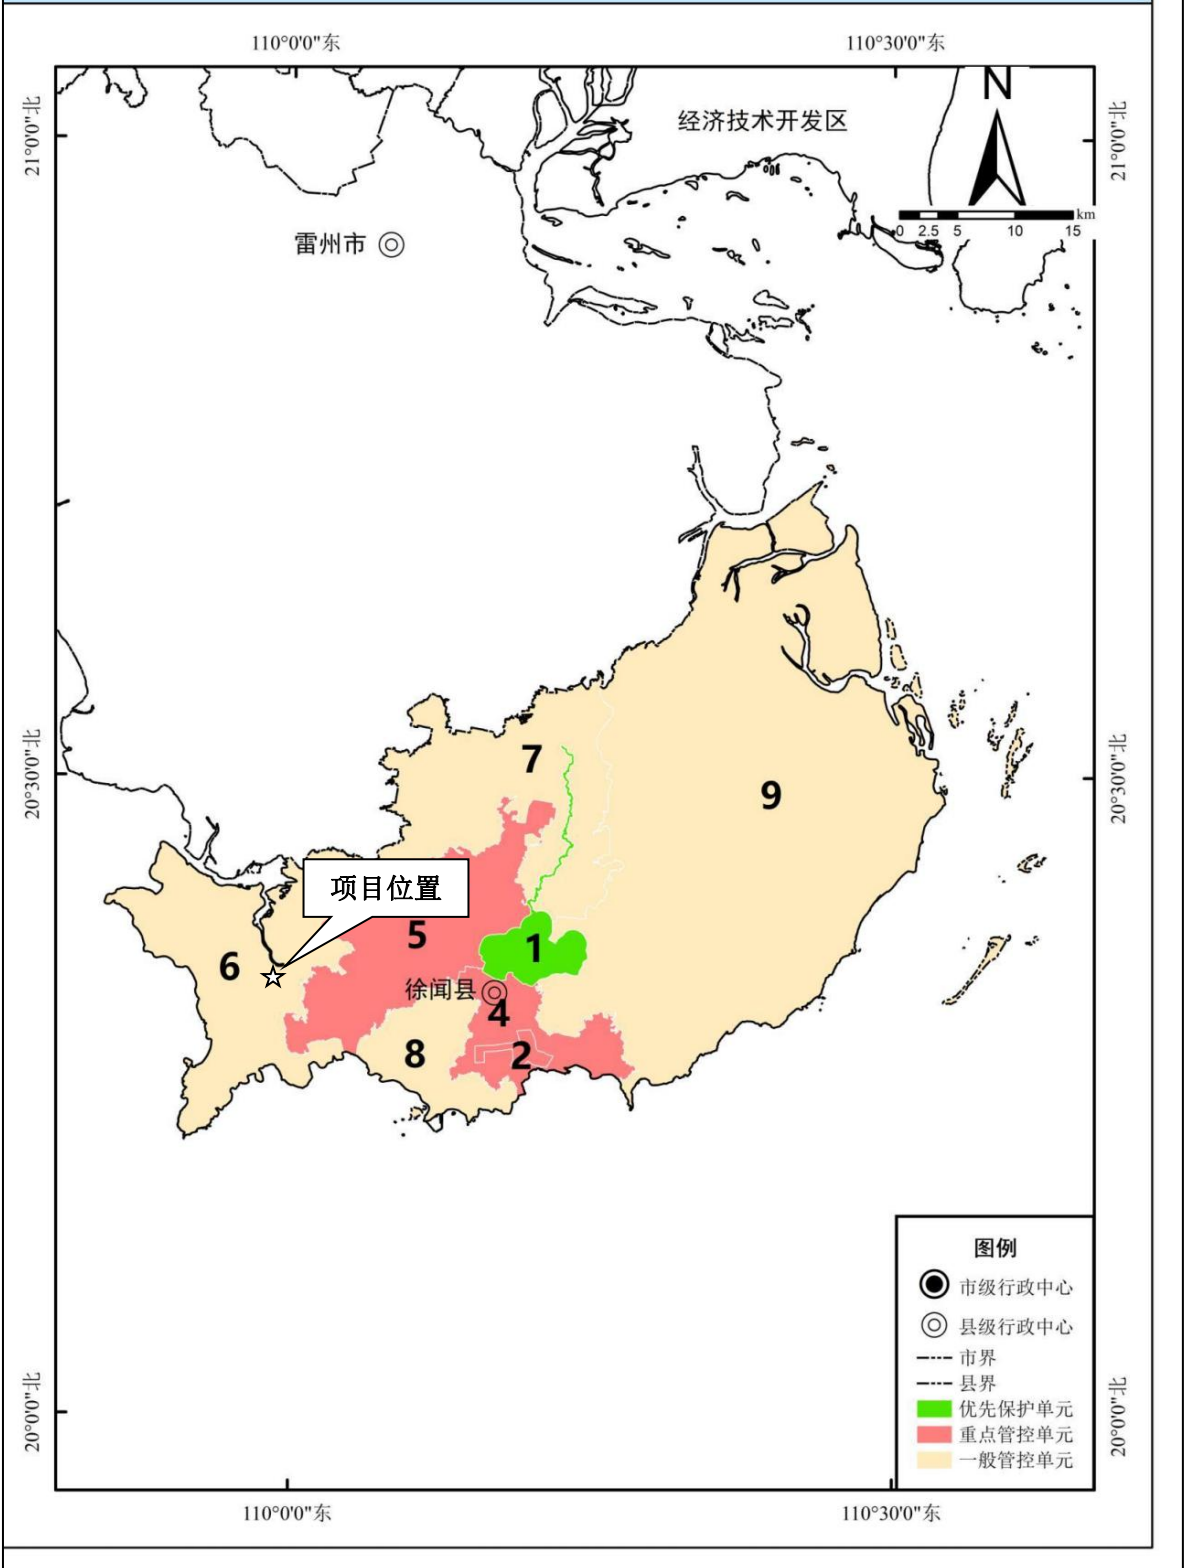 110°0'0"东
110°30'0"东
N
21°0'0"北
21°0'0"北
经济技术开发区
km
0 2.5 5 10 15
雷州市
7
20°30'0"北
20°30'0"北
9
项目位置
5
1
6
徐闻县
4
8
2
图例
市级行政中心
县级行政中心
市界
县界
优先保护单元
重点管控单元
一般管控单元
20°0'0"北
20°0'0"北
110°0'0"东
110°30'0"东